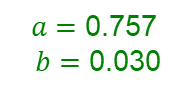 a = 0.757
b = 0.030